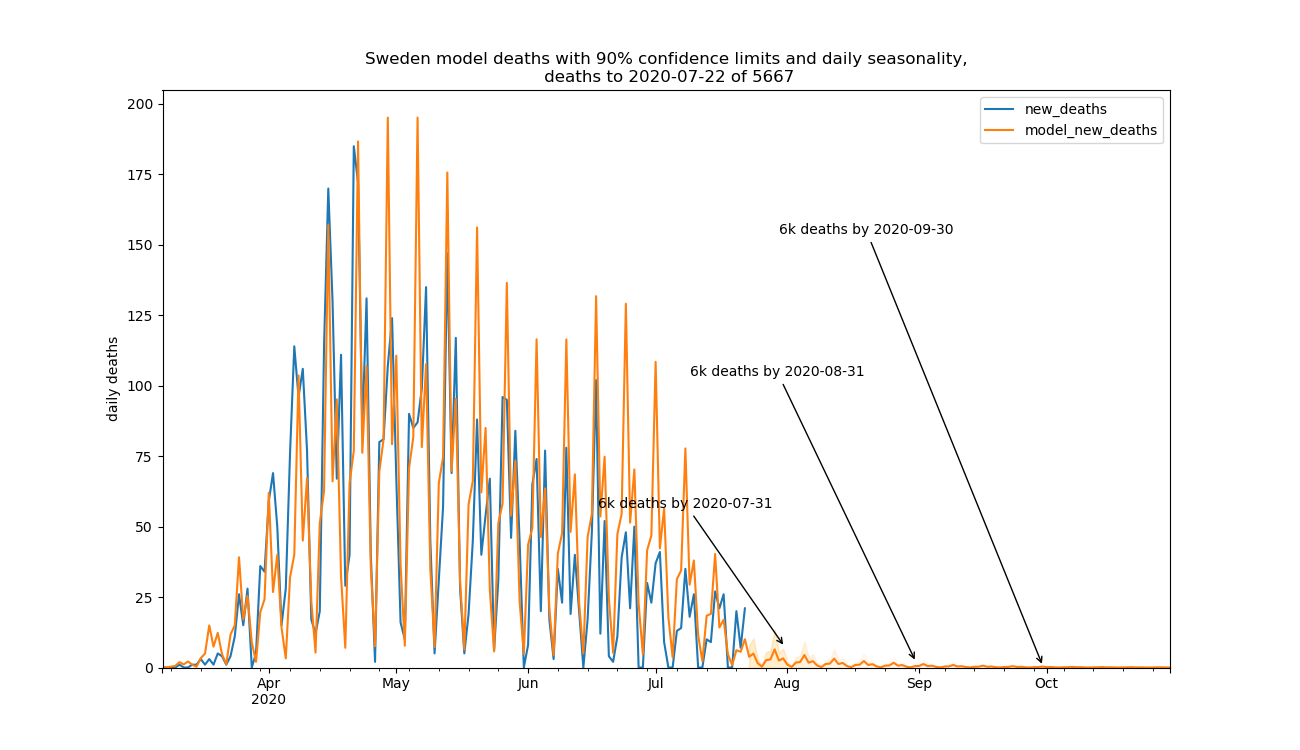 Sweden model deaths with 90% confidence limits and daily seasonality,
deaths to 2020-07-22 of 5667
200
175
150
125
100
75
50
25
0
daily deaths
new_deaths
model_new_deaths
6k deaths by 2020-09-30
6k deaths by 2020-08-31
6k deaths by 2020-07-31
Apr
2020
May
Jun
Jul
Aug
Sep
Oct